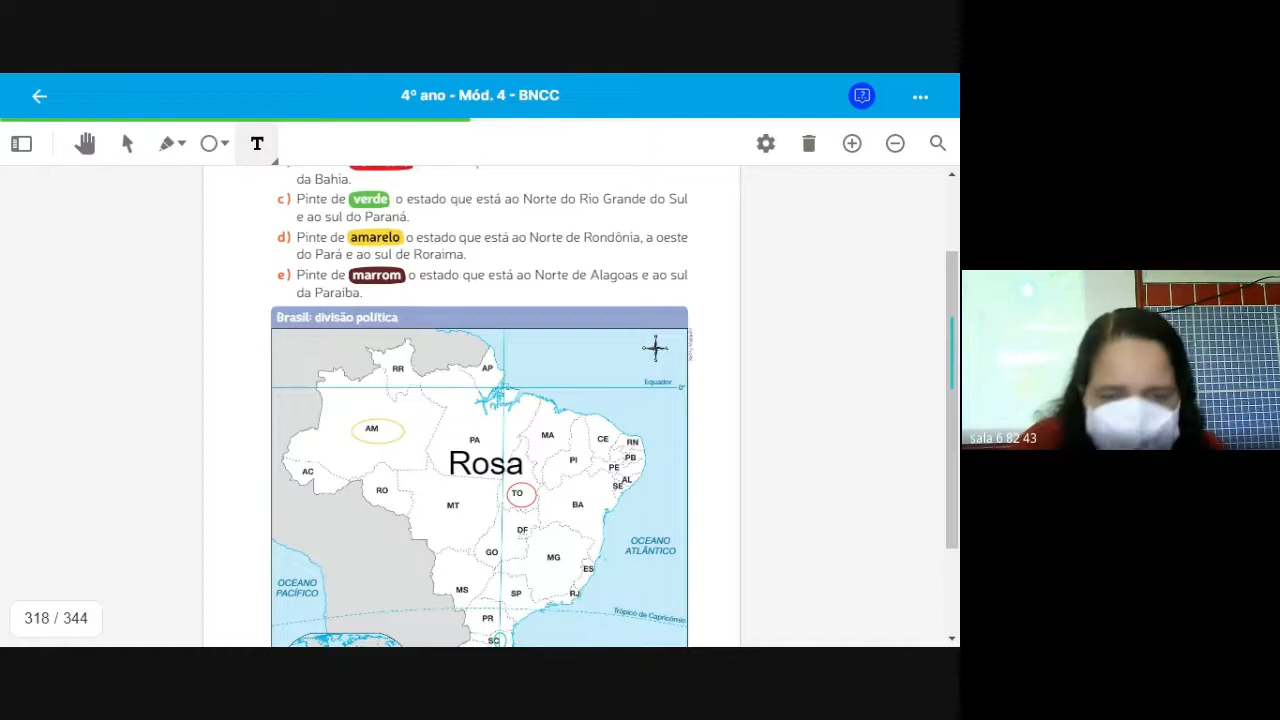 4º ano - Mód. 4 - BNCC
T
da Bahia.
c) Pinte de verde o estado que está ao Norte do Rio Grande do Sul
e ao sul do Paraná.
d) Pinte de amarelo o estado que está ao Norte de Rondônia, a oeste
do Pará e ao sul de Roraima.
e) Pinte de marrom o estado que está ao Norte de Alagoas e ao sul
da Paraíba.
Brasil: divisão política
RR
AP
Equador
0°
AM
PA
MA
CE
RN
PB
PI
PE
AL
SE
Rosa
AC
RO
TO
MT
BA
DF
GO
MG
OCEANO
ATLÂNTICO
ES
OCEANO
PACÍFICO
MS
SP
RJ
Trópico de Capricórnio
PR
SC
318 / 344
sala 6 82 43